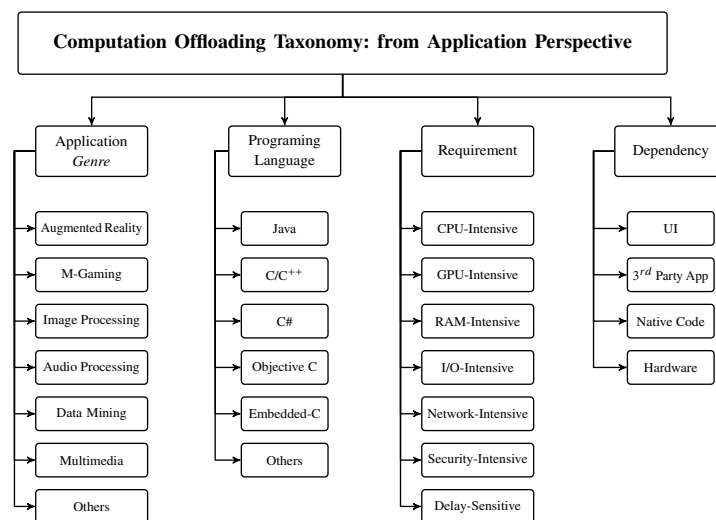 Computation Offloading Taxonomy: from Application Perspective
Application
Genre
Augmented Reality
M-Gaming
Image Processing
Audio Processing
Data Mining
Multimedia
Others
Programing
Language
Java
C/C++
C#
Objective C
Embedded-C
Others
Requirement
CPU-Intensive
GPU-Intensive
RAM-Intensive
I/O-Intensive
Network-Intensive
Security-Intensive
Delay-Sensitive
Dependency
UI
3rd Party App
Native Code
Hardware